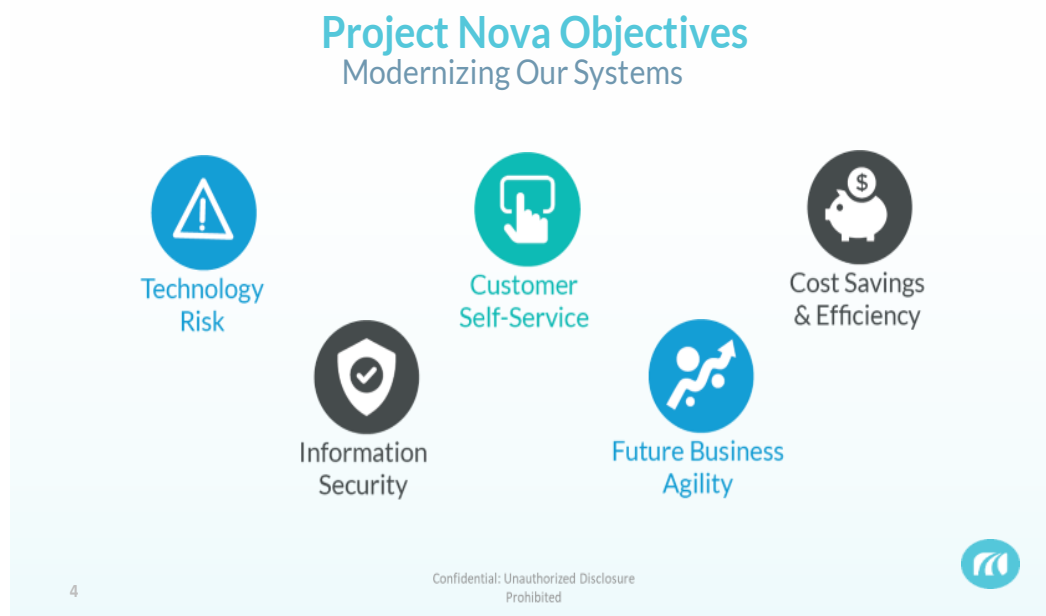 Project Nova Objectives
Modernizing Our Systems
$
Technology
Risk
Customer
Self-Service
Cost Savings
& Efficiency
Information
Security
Future Business
Agility
4
Confidential: Unauthorized Disclosure
Prohibited